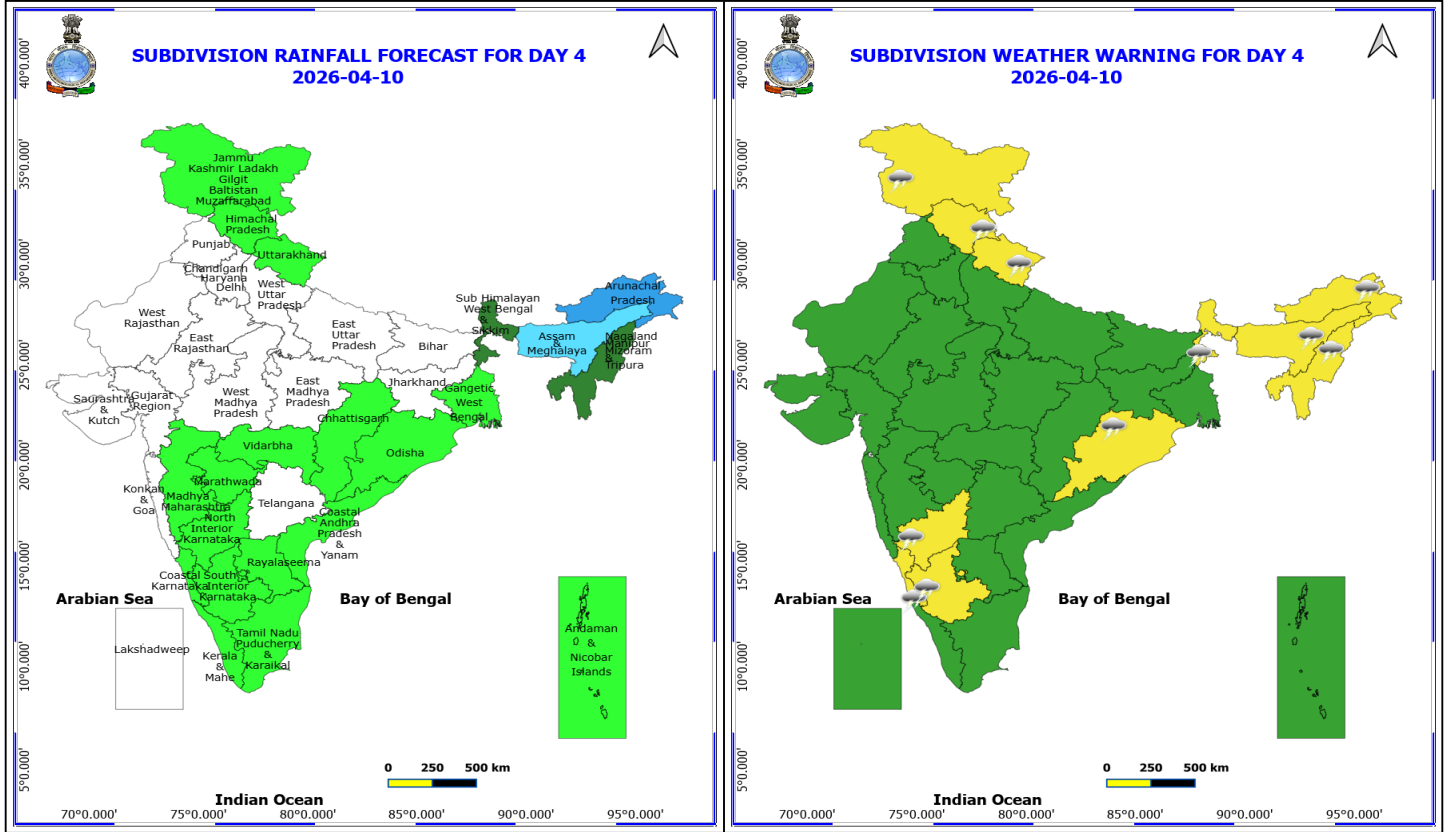 SUBDIVISION RAINFALL FORECAST FOR DAY 4
2026-04-10
40°0.000'
35°0.000'
30°0.000'
25°0.000'
20°0.000'
15°0.000'
10°0.000'
5°0.000'
Jammu
Kashmir Ladakh
Gilgit
Baltistan
Muzaffarabad
Himachal
Pradesh
Punjab
Uttarakhand
Chandigarh
Haryana
Delhi
West
Uttar
Pradesh
West
Rajasthan
East
Rajasthan
East
Uttar
Pradesh
Bihar
Sub Himalayan
West Bengal
&
Sikkim
Arunachal
Pradesh
Assam
&
Meghalaya
Nagaland
Manipur
Mizoram
&
Tripura
Saurashtra
&
Kutch
Gujarat
Region
West
Madhya
Pradesh
East
Madhya
Pradesh
Jharkhand
Gangetic
West
Bengal
Chhattisgarh
Vidarbha
Odisha
Konkan
&
Goa
Madhya
Maharashtra
Marathwada
Telangana
North
Interior
Karnataka
Coastal
Andhra
Pradesh
&
Yanam
Rayalaseema
Coastal
Karnataka
South
Interior
Karnataka
Arabian Sea
Bay of Bengal
Lakshadweep
Kerala
&
Mahe
Tamil Nadu
Puducherry
&
Karaikal
Andaman
&
Nicobar
Islands
0 250 500 km
Indian Ocean
70°0.000' 75°0.000' 80°0.000' 85°0.000' 90°0.000' 95°0.000'
SUBDIVISION WEATHER WARNING FOR DAY 4
2026-04-10
40°0.000'
35°0.000'
30°0.000'
25°0.000'
20°0.000'
15°0.000'
10°0.000'
5°0.000'
Arabian Sea
Bay of Bengal
0 250 500 km
Indian Ocean
70°0.000' 75°0.000' 80°0.000' 85°0.000' 90°0.000' 95°0.000'